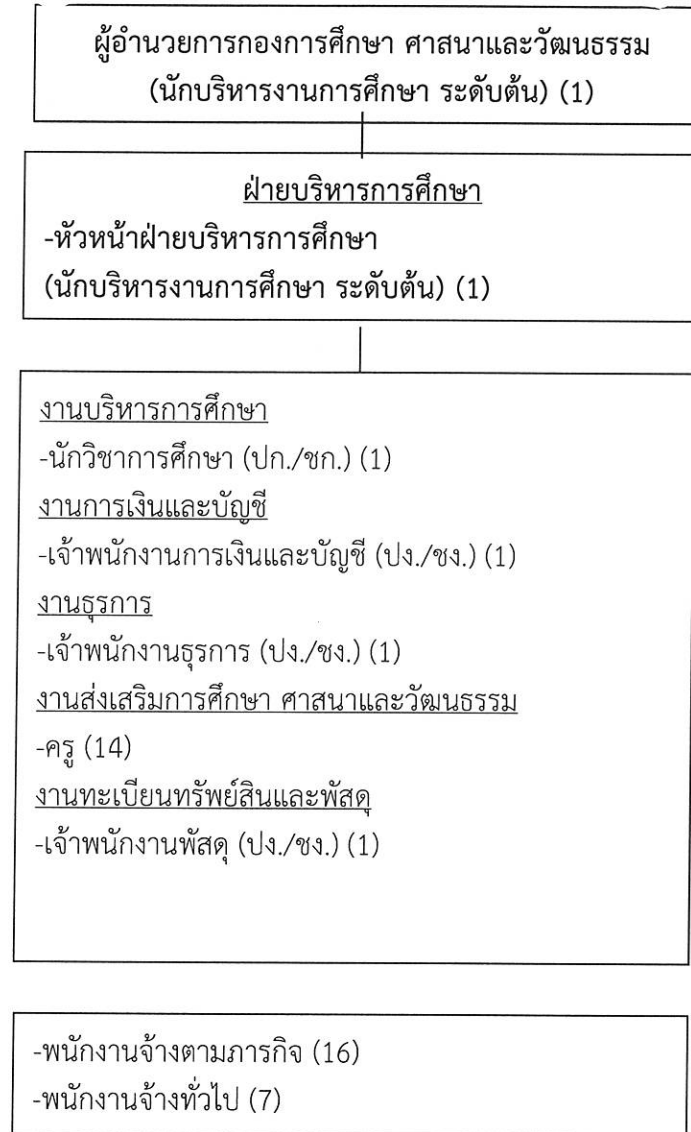 ผู้อำนวยการกองการศึกษา ศาสนาและวัฒนธรรม
(นักบริหารงานการศึกษา ระดับต้น) (1)
ฝ่ายบริหารการศึกษา
-หัวหน้าฝ่ายบริหารการศึกษา
(นักบริหารงานการศึกษา ระดับต้น) (1)
งานบริหารการศึกษา
-นักวิชาการศึกษา (ปก./ชก.) (1)
งานการเงินและบัญชี
-เจ้าพนักงานการเงินและบัญชี (ปง./ชง.) (1)
งานธุรการ
-เจ้าพนักงานธุรการ (ปง./ชง.) (1)
งานส่งเสริมการศึกษา ศาสนาและวัฒนธรรม
-ครู (14)
งานทะเบียนทรัพย์สินและพัสดุ
-เจ้าพนักงานพัสดุ (ปง./ชง.) (1)
-พนักงานจ้างตามภารกิจ (16)
-พนักงานจ้างทั่วไป (7)